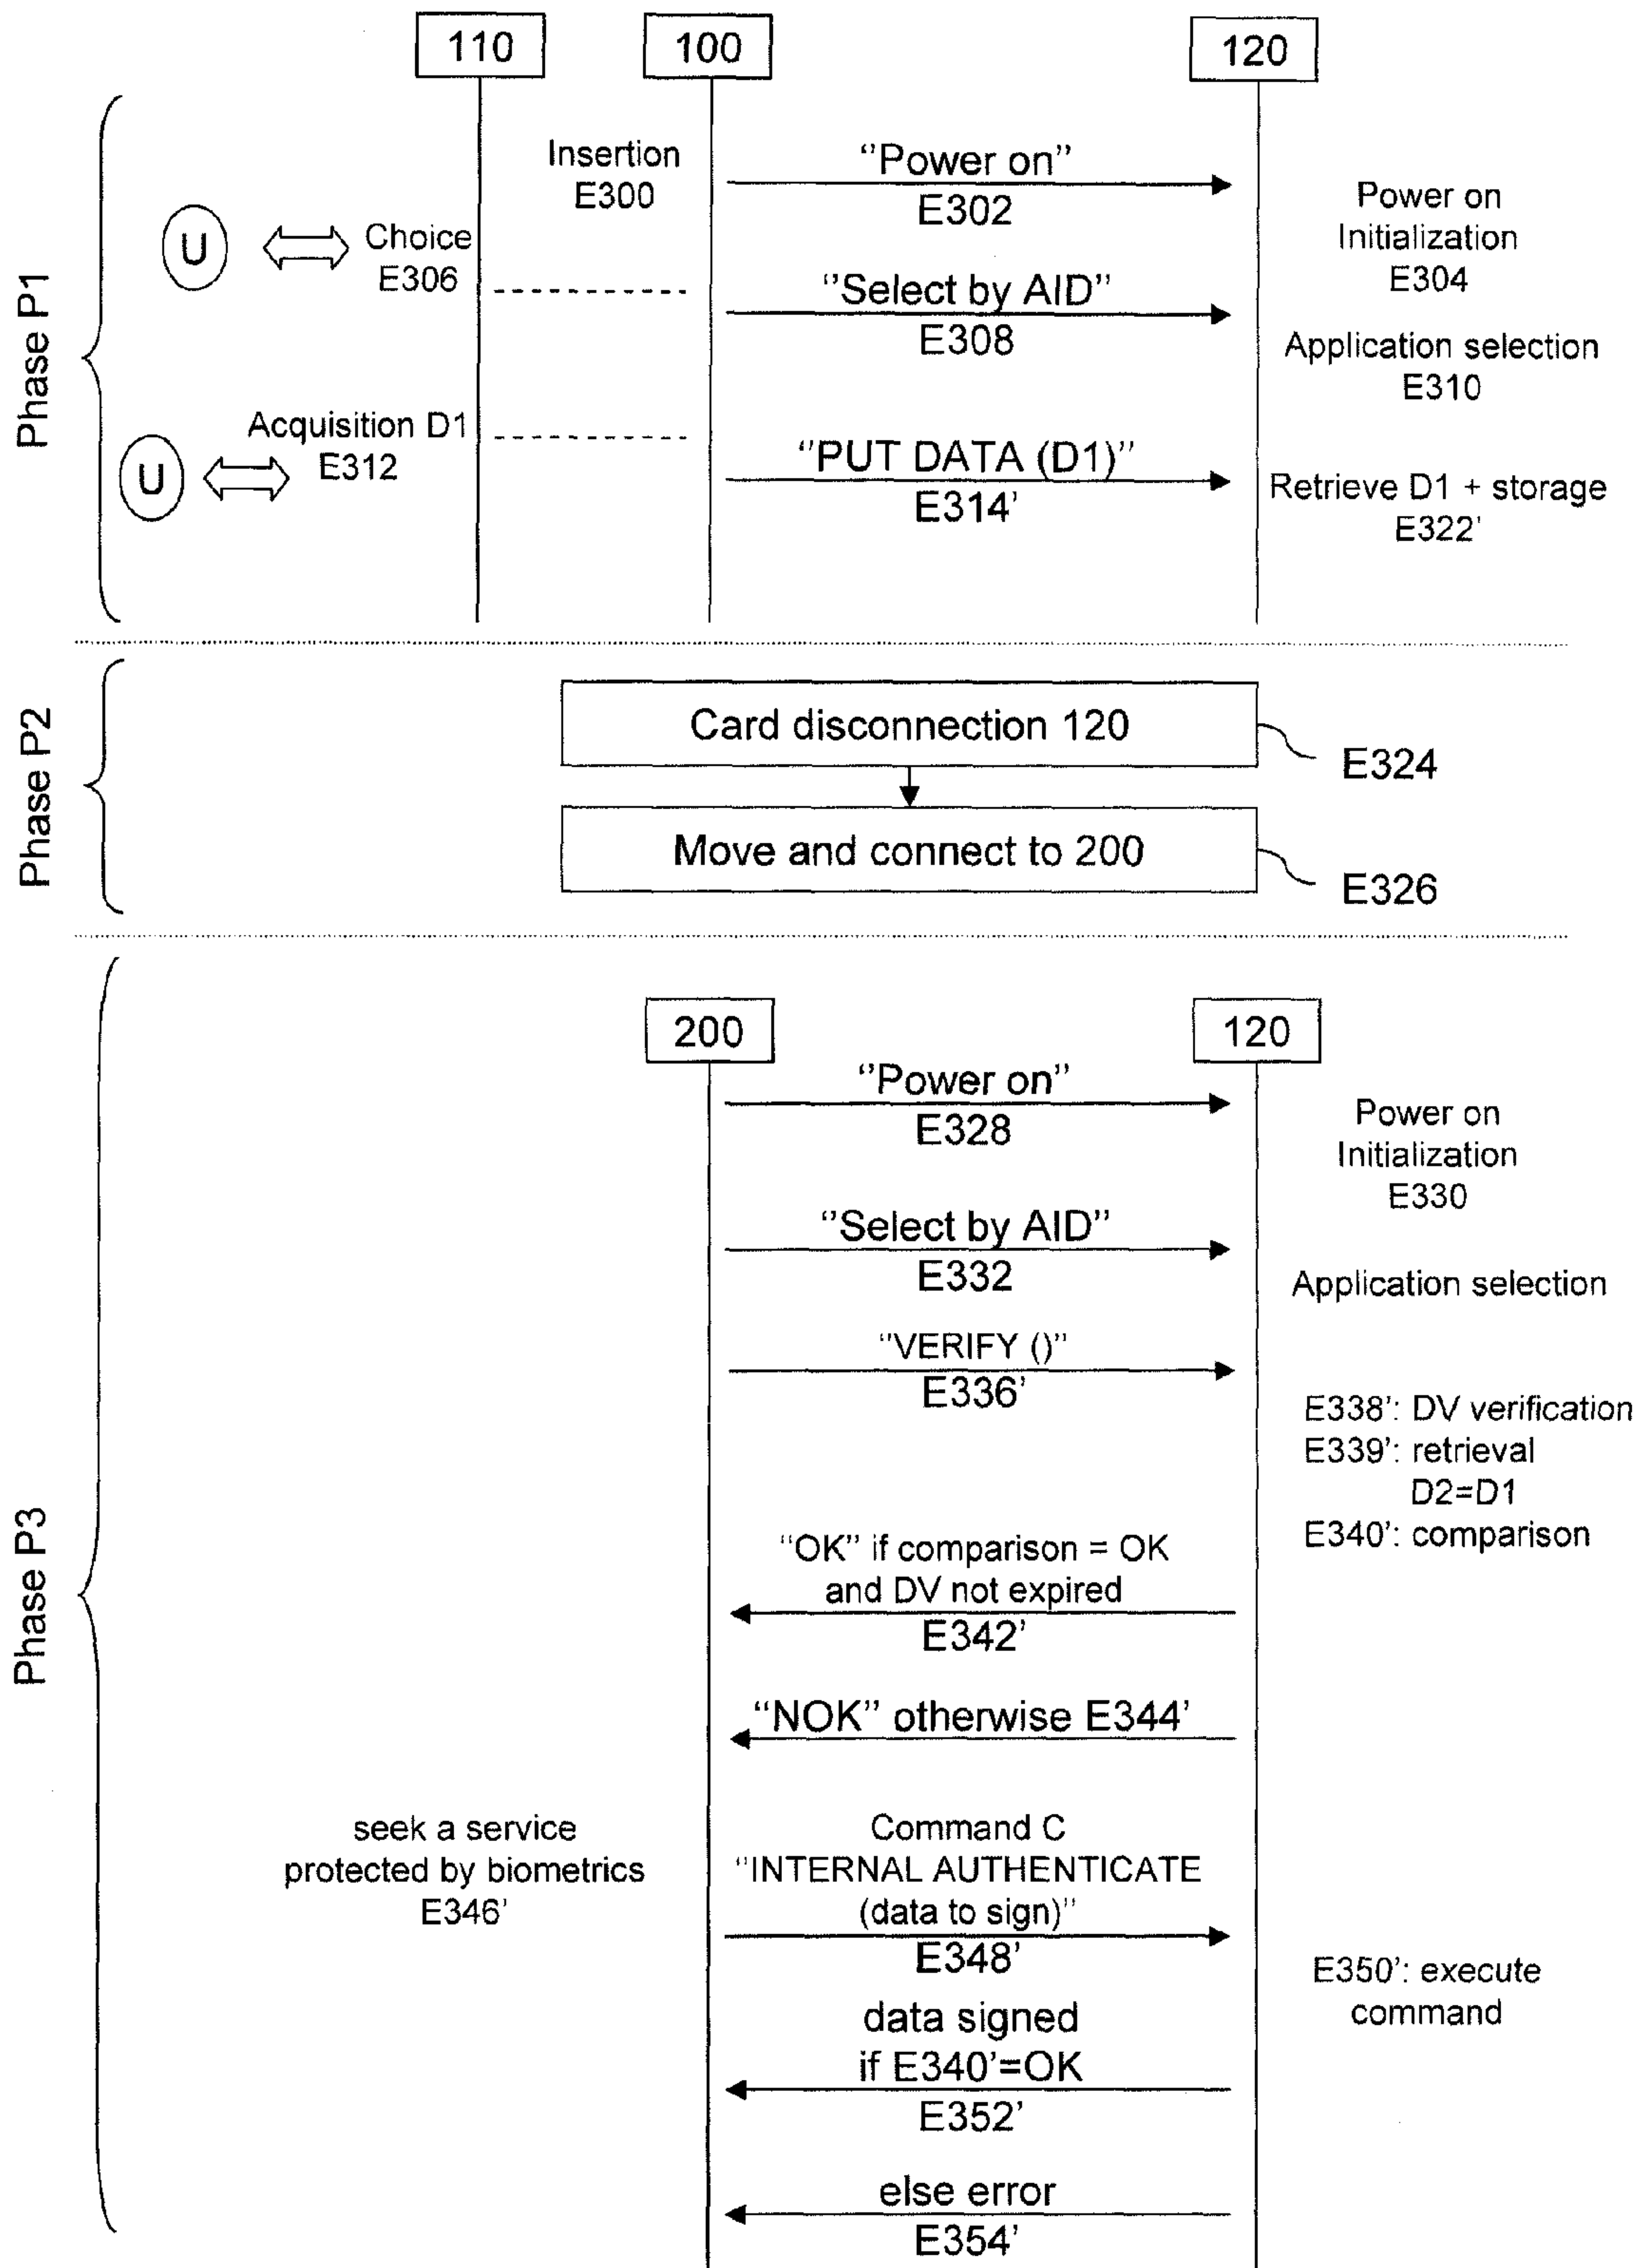 110
100
120
Phase P1
Insertion
E300
"Power on"
E302
Power on
Initialization
E304
U
Choice
E306
"Select by AID"
E308
Application selection
E310
U
Acquisition D1
E312
"PUT DATA (D1)"
E314'
Retrieve D1 + storage
E322'
Phase P2
Card disconnection 120
E324
Move and connect to 200
E326
Phase P3
200
120
"Power on"
E328
Power on
Initialization
E330
"Select by AID"
E332
Application selection
"VERIFY ()"
E336'
E338': DV verification
E339': retrieval
D2=D1
E340': comparison
"OK" if comparison = OK
and DV not expired
E342'
"NOK" otherwise E344'
seek a service
protected by biometrics
E346'
Command C
"INTERNAL AUTHENTICATE
(data to sign)"
E348'
E350': execute
command
data signed
if E340'=OK
E352'
else error
E354'